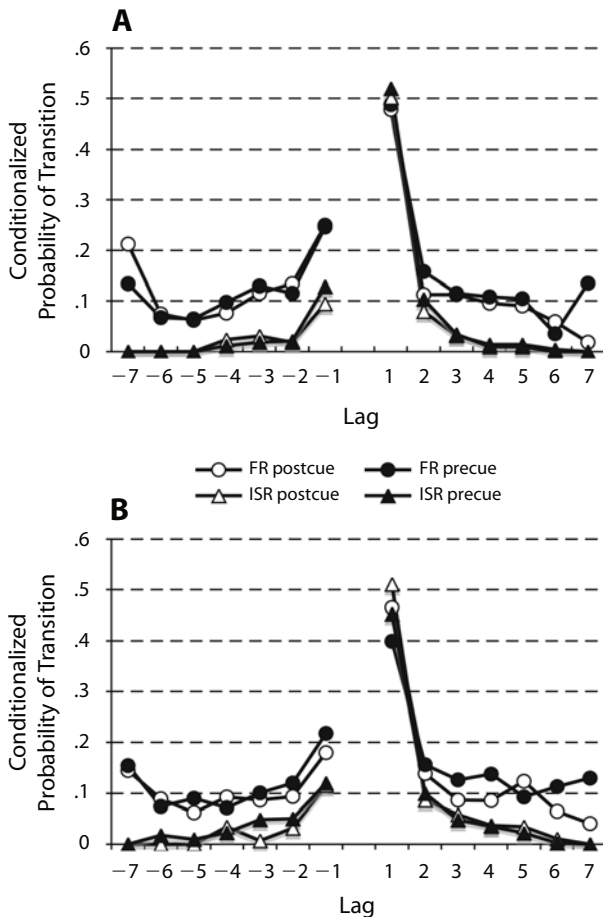 A
Conditionalized
Probability of Transition
.6
.5
.4
.3
.2
.1
0
−7 −6 −5 −4 −3 −2 −1 1 2 3 4 5 6 7
Lag
FR postcue FR precue
ISR postcue ISR precue
B
Conditionalized
Probability of Transition
.6
.5
.4
.3
.2
.1
0
−7 −6 −5 −4 −3 −2 −1 1 2 3 4 5 6 7
Lag